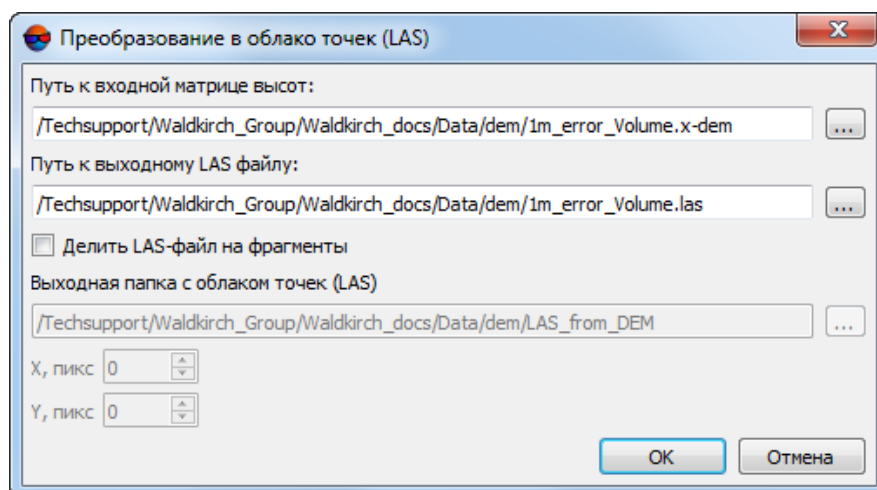 Преобразование в облако точек (LAS)
Путь к входной матрице высот:
/Techsupport/Waldkirch_Group/Waldkirch_docs/Data/dem/1m_error_Volume.x-dem
...
Путь к выходному LAS файлу:
/Techsupport/Waldkirch_Group/Waldkirch_docs/Data/dem/1m_error_Volume.las
...
Делить LAS-файл на фрагменты
Выходная папка с облаком точек (LAS)
/Techsupport/Waldkirch_Group/Waldkirch_docs/Data/dem/LAS_from_DEM
...
X, пикс 0
Y, пикс 0
OK Отмена